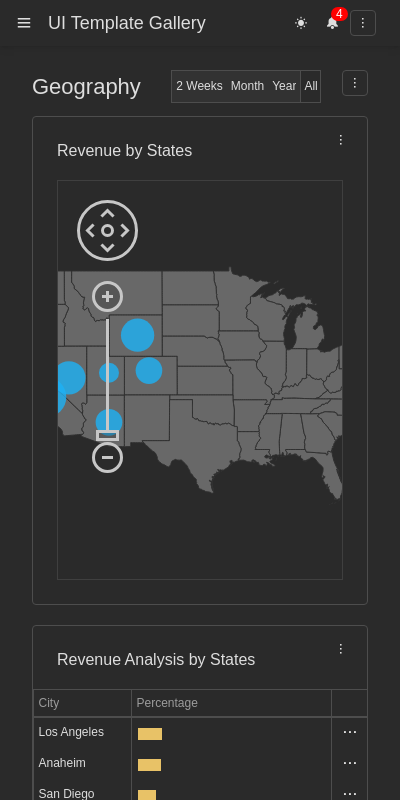 UI Template Gallery
4
Geography
2 Weeks Month Year All
Revenue by States
Revenue Analysis by States
City Percentage
Los Angeles
Anaheim
San Diego